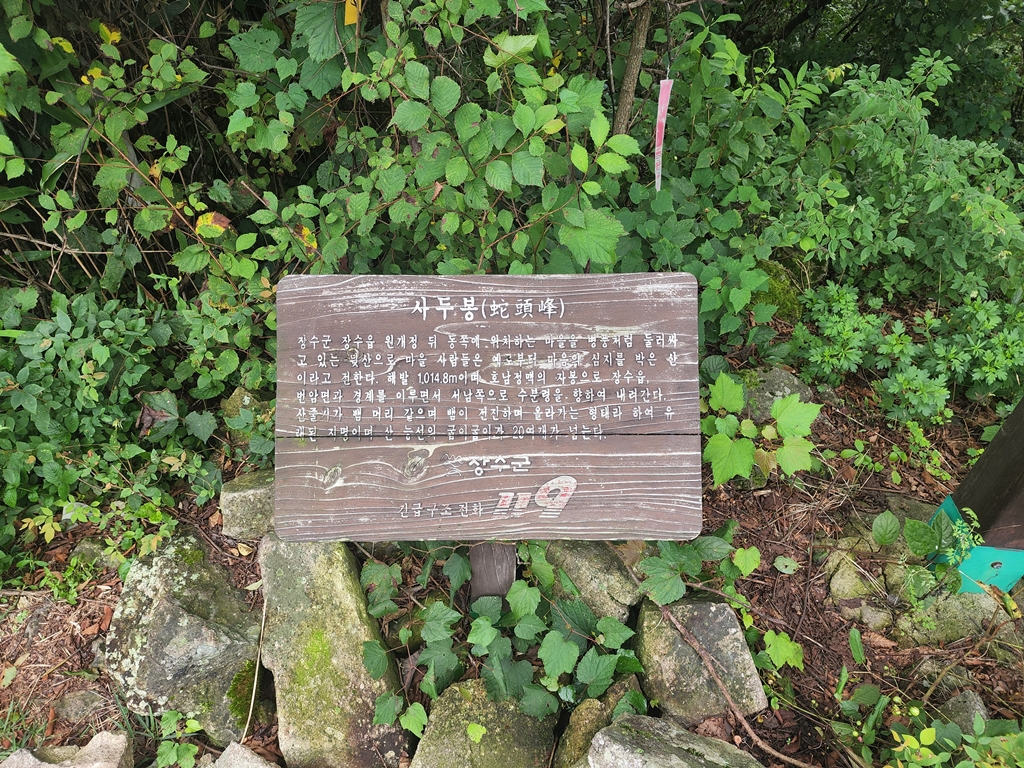 사두봉(蛇頭峰)
장수군 장수읍 원개정 뒤 동쪽에 위치하는 마을을 병풍처럼 둘러싸
고 있는 뒷산으로 마을 사람들은 예로부터 마을의 심지를 박은 산
이라고 전한다. 해발 1,014.8m이며 호남정맥의 자봉으로 장수읍,
번암면과 경계를 이루면서 서남쪽으로 수분령을 향하여 내려간다.
산줄기가 뱀 머리 같으며 뱀이 전진하며 올라가는 형태라 하여 유
래된 지명이며 산 능선의 굽이굽이가 20여개가 넘는다.
장수군
긴급구조전화 119